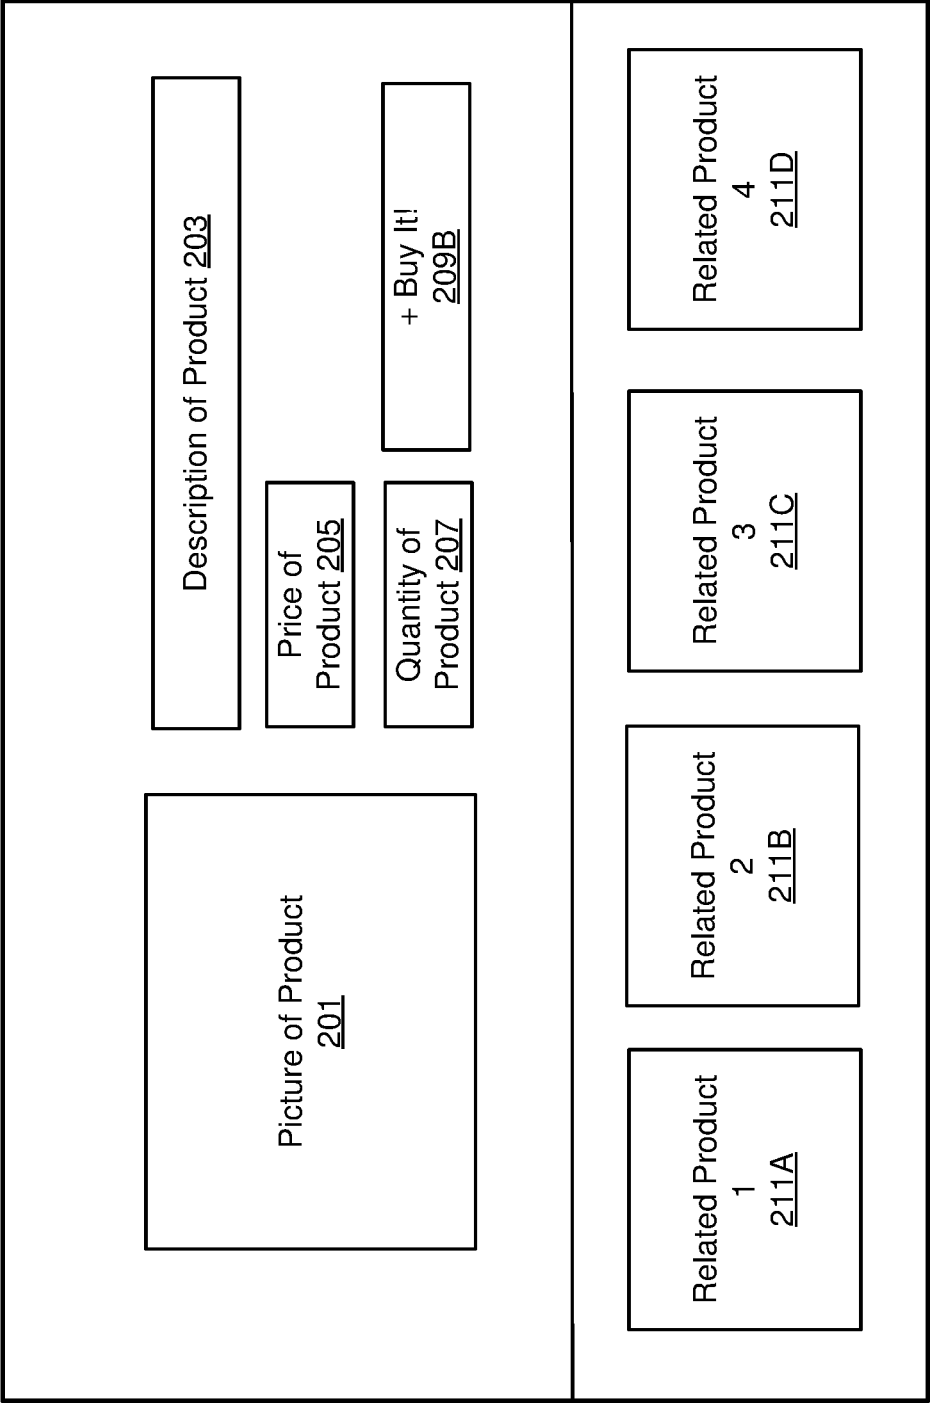 Picture of Product
201
Description of Product 203
Price of
Product 205
Quantity of
Product 207
+ Buy It!
209B
Related Product
1
211A
Related Product
2
211B
Related Product
3
211C
Related Product
4
211D